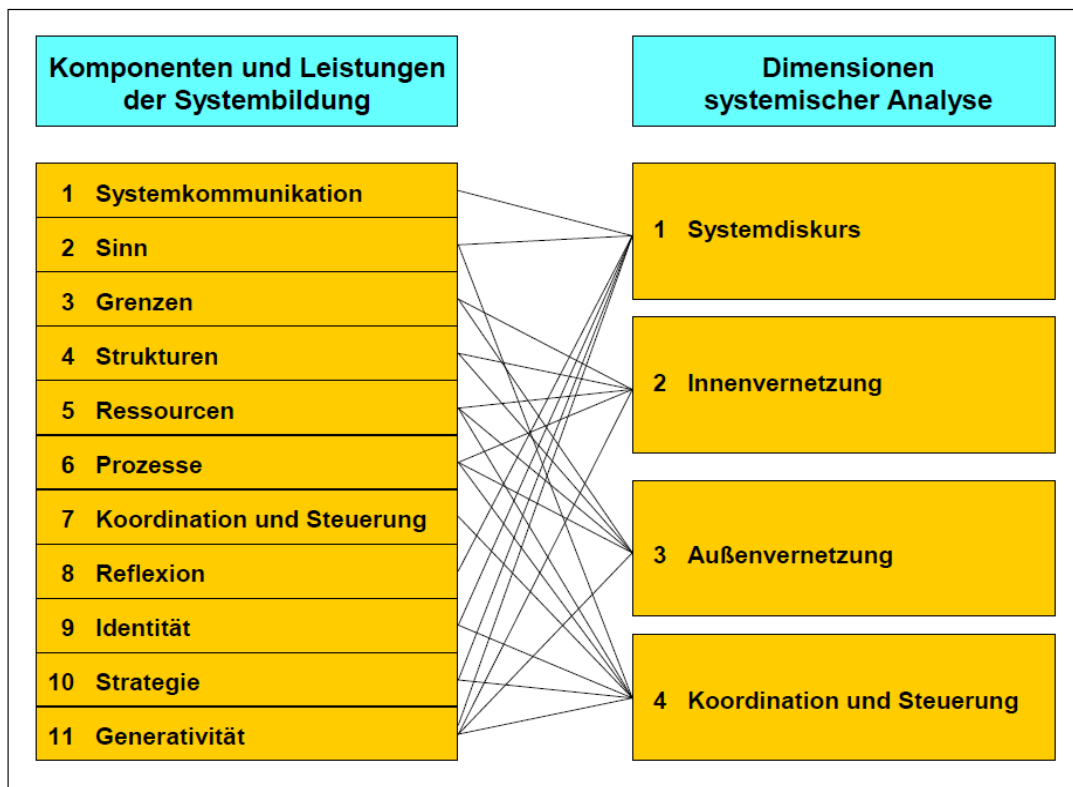 Komponenten und Leistungen
der Systembildung
1 Systemkommunikation
2 Sinn
3 Grenzen
4 Strukturen
5 Ressourcen
6 Prozesse
7 Koordination und Steuerung
8 Reflexion
9 Identität
10 Strategie
11 Generativität
Dimensionen
systemischer Analyse
1 Systemdiskurs
2 Innenvernetzung
3 Außenvernetzung
4 Koordination und Steuerung